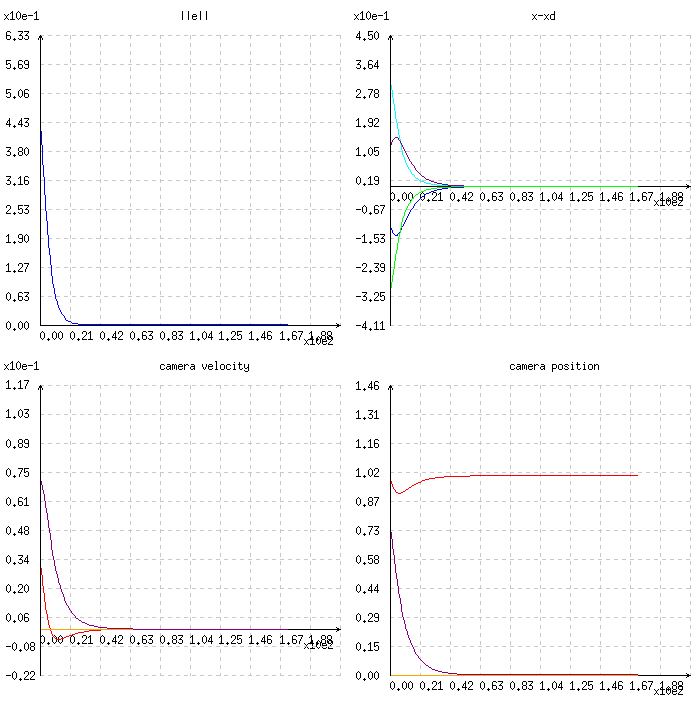 x10e-1 ||e|| x10e-1 x-xd
6.33 4.50
5.69 3.64
5.06 2.78
4.43 1.92
3.80 1.05
3.16 0.19
0.00 0.21 0.42 0.63 0.83 1.04 1.25 1.46 1.67 1.88
x10e2
2.53 -0.67
1.90 -1.53
1.27 -2.39
0.63 -3.25
0.00 -4.11
0.00 0.21 0.42 0.63 0.83 1.04 1.25 1.46 1.67 1.88
x10e2
x10e-1 camera velocity camera position
1.17 1.46
1.03 1.31
0.89 1.16
0.75 1.02
0.61 0.87
0.48 0.73
0.34 0.58
0.20 0.44
0.06 0.29
0.00 0.21 0.42 0.63 0.83 1.04 1.25 1.46 1.67 1.88
x10e2
-0.08 0.15
-0.22 0.00
0.00 0.21 0.42 0.63 0.83 1.04 1.25 1.46 1.67 1.88
x10e2